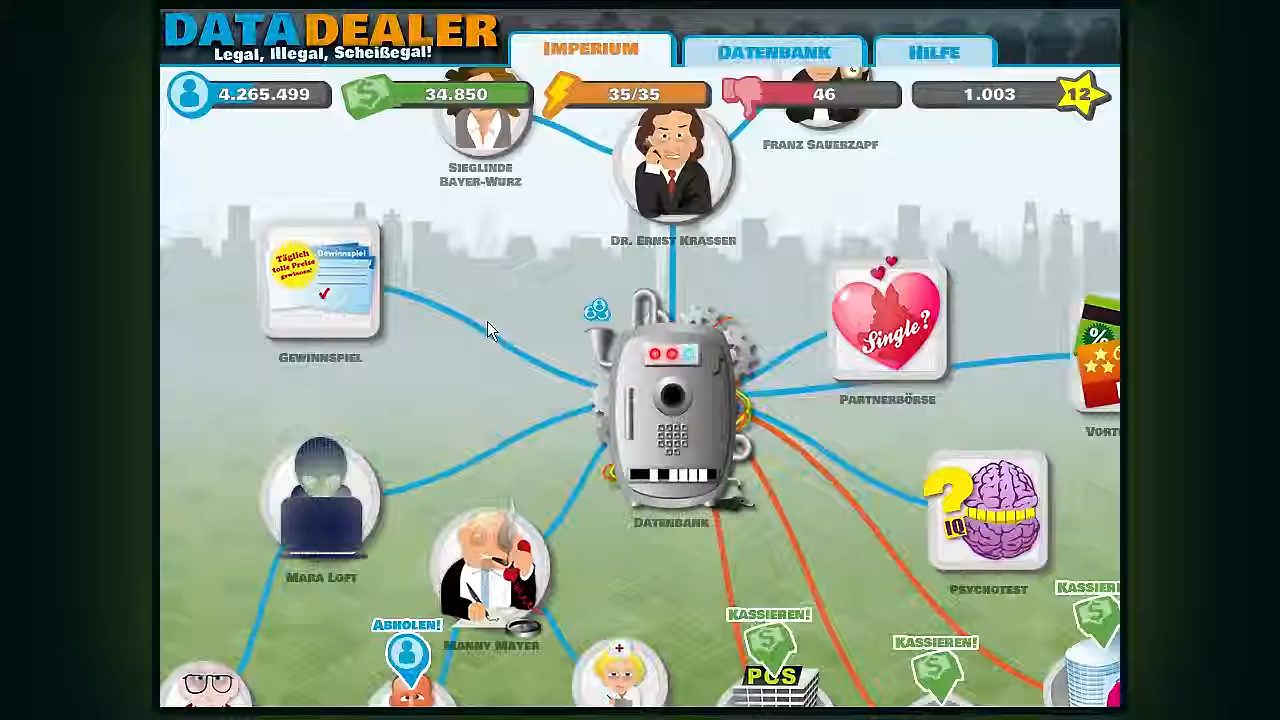 DATADEALER
Legal, Illegal, Scheißegal!
IMPERIUM
DATENBANK
HILFE
4.265.499
34.850
35/35
46
1.003
12
FRANZ SAUERZAPF
SIEGLINDE
BAYER-WURZ
DR. ERNST KRASSER
Täglich
tolle Preise
gewinnen!
Gewinnspiel
GEWINNSPIEL
Single?
PARTNERBÖRSE
%
VORT
DATENBANK
? IQ
PSYCHOTEST
MARA LOFT
MANNY MAYER
ABHOLEN!
KASSIEREN!
KASSIEREN!
KASSIER
POS